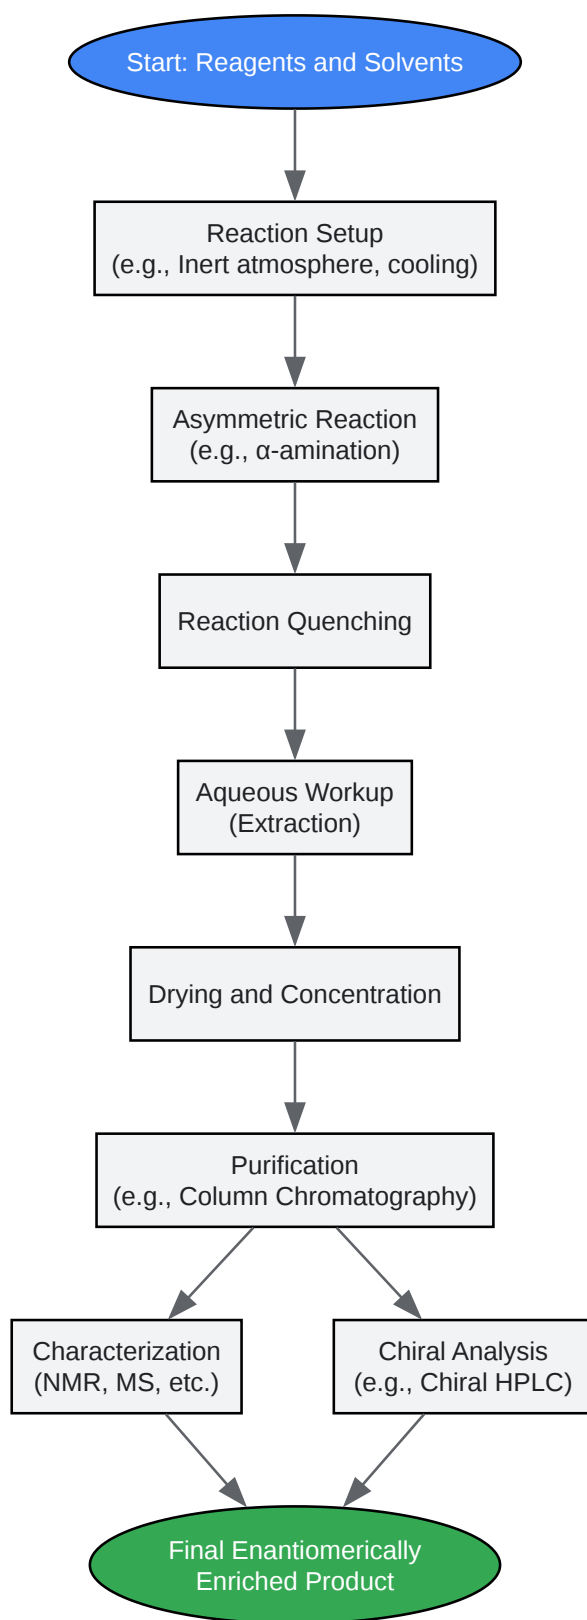 Start: Reagents and Solvents
Reaction Setup
(e.g., Inert atmosphere, cooling)
Asymmetric Reaction
(e.g., α-amination)
Reaction Quenching
Aqueous Workup
(Extraction)
Drying and Concentration
Purification
(e.g., Column Chromatography)
Characterization
(NMR, MS, etc.)
Chiral Analysis
(e.g., Chiral HPLC)
Final Enantiomerically
Enriched Product